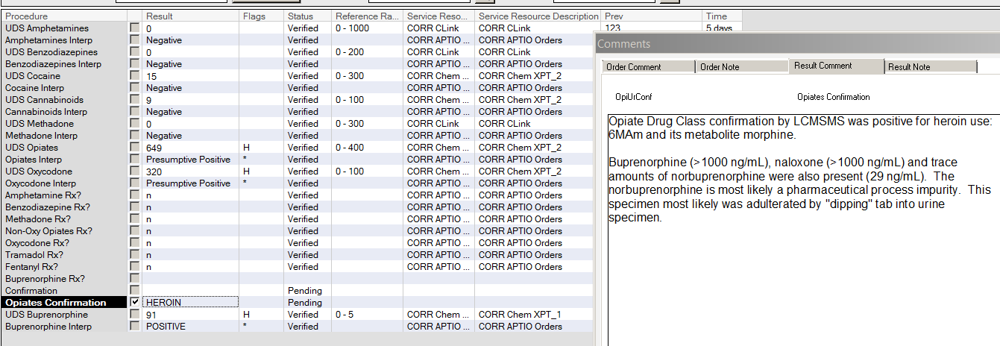 Procedure Result Flags Status Reference Ra... Service Reso... Service Resource Description Prev Time
UDS Amphetamines 0 Verified 0 - 1000 CORR CLink CORR CLink 123 5 days
Amphetamines Interp Negative Verified CORR APTIO ... CORR APTIO Orders
UDS Benzodiazepines 0 Verified 0 - 200 CORR CLink CORR CLink
Benzodiazepines Interp Negative Verified CORR APTIO ... CORR APTIO Orders
UDS Cocaine 15 Verified 0 - 300 CORR Chem ... CORR Chem XPT_2
Cocaine Interp Negative Verified CORR APTIO ... CORR APTIO Orders
UDS Cannabinoids 9 Verified 0 - 100 CORR Chem ... CORR Chem XPT_2
Cannabinoids Interp Negative Verified CORR APTIO ... CORR APTIO Orders
UDS Methadone 0 Verified 0 - 300 CORR CLink CORR CLink
Methadone Interp Negative Verified CORR APTIO ... CORR APTIO Orders
UDS Opiates 649 H Verified 0 - 400 CORR Chem ... CORR Chem XPT_2
Opiates Interp Presumptive Positive * Verified CORR APTIO ... CORR APTIO Orders
UDS Oxycodone 320 H Verified 0 - 100 CORR Chem ... CORR Chem XPT_2
Oxycodone Interp Presumptive Positive * Verified CORR APTIO ... CORR APTIO Orders
Amphetamine Rx? n Verified CORR APTIO ... CORR APTIO Orders
Benzodiazepine Rx? n Verified CORR APTIO ... CORR APTIO Orders
Methadone Rx? n Verified CORR APTIO ... CORR APTIO Orders
Non-Oxy Opiates Rx? n Verified CORR APTIO ... CORR APTIO Orders
Oxycodone Rx? n Verified CORR APTIO ... CORR APTIO Orders
Tramadol Rx? n Verified CORR APTIO ... CORR APTIO Orders
Fentanyl Rx? n Verified CORR APTIO ... CORR APTIO Orders
Buprenorphine Rx?
Confirmation Pending
Opiates Confirmation HEROIN Pending
UDS Buprenorphine 91 H Verified 0 - 5 CORR Chem ... CORR Chem XPT_1
Buprenorphine Interp POSITIVE * Verified CORR APTIO ... CORR APTIO Orders
Comments
Order Comment Order Note Result Comment Result Note
OpiUrConf Opiates Confirmation
Opiate Drug Class confirmation by LCMSMS was positive for heroin use:
6MAm and its metabolite morphine.
Buprenorphine (>1000 ng/mL), naloxone (>1000 ng/mL) and trace
amounts of norbuprenorphine were also present (29 ng/mL). The
norbuprenorphine is most likely a pharmaceutical process impurity. This
specimen most likely was adulterated by "dipping" tab into urine
specimen.